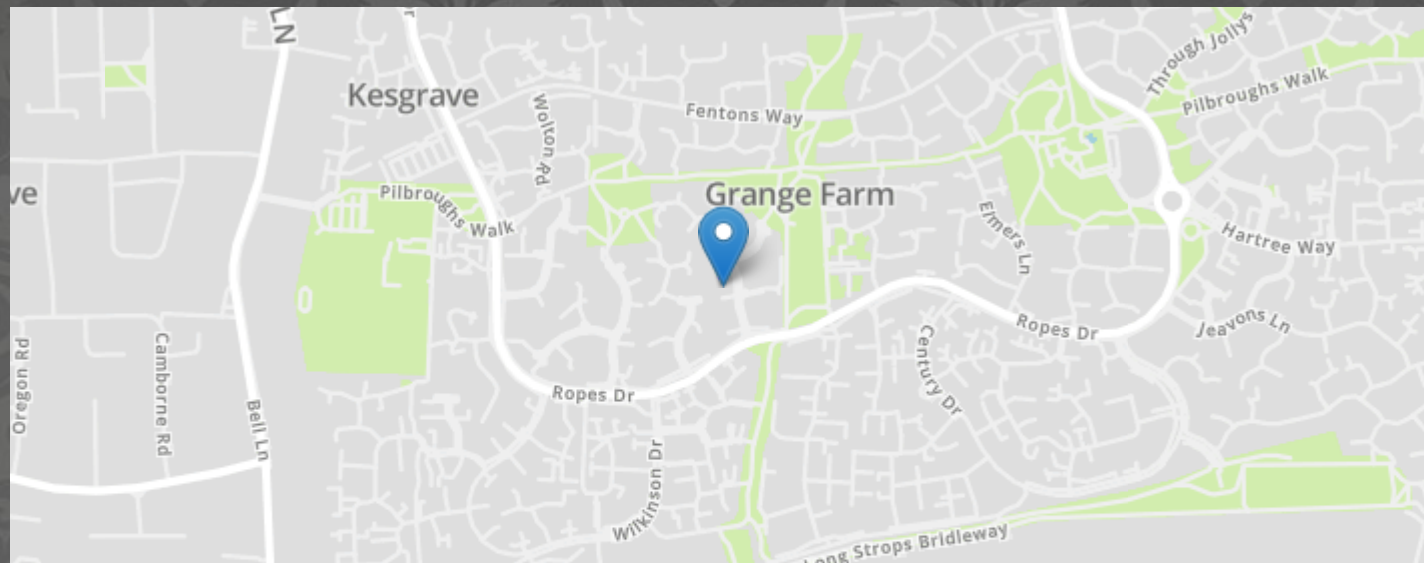 LN
Kesgrave
Wolton Rd
Fentons Way
Through Jollys
Pilbroughs Walk
ve
Pilbroughs Walk
Grange Farm
Elmers Ln
Hartree Way
Ropes Dr
Jeavons Ln
Oregon Rd
Camborne Rd
Bell Ln
Ropes Dr
Century Dr
Wilkinson Dr
Long Strops Bridleway